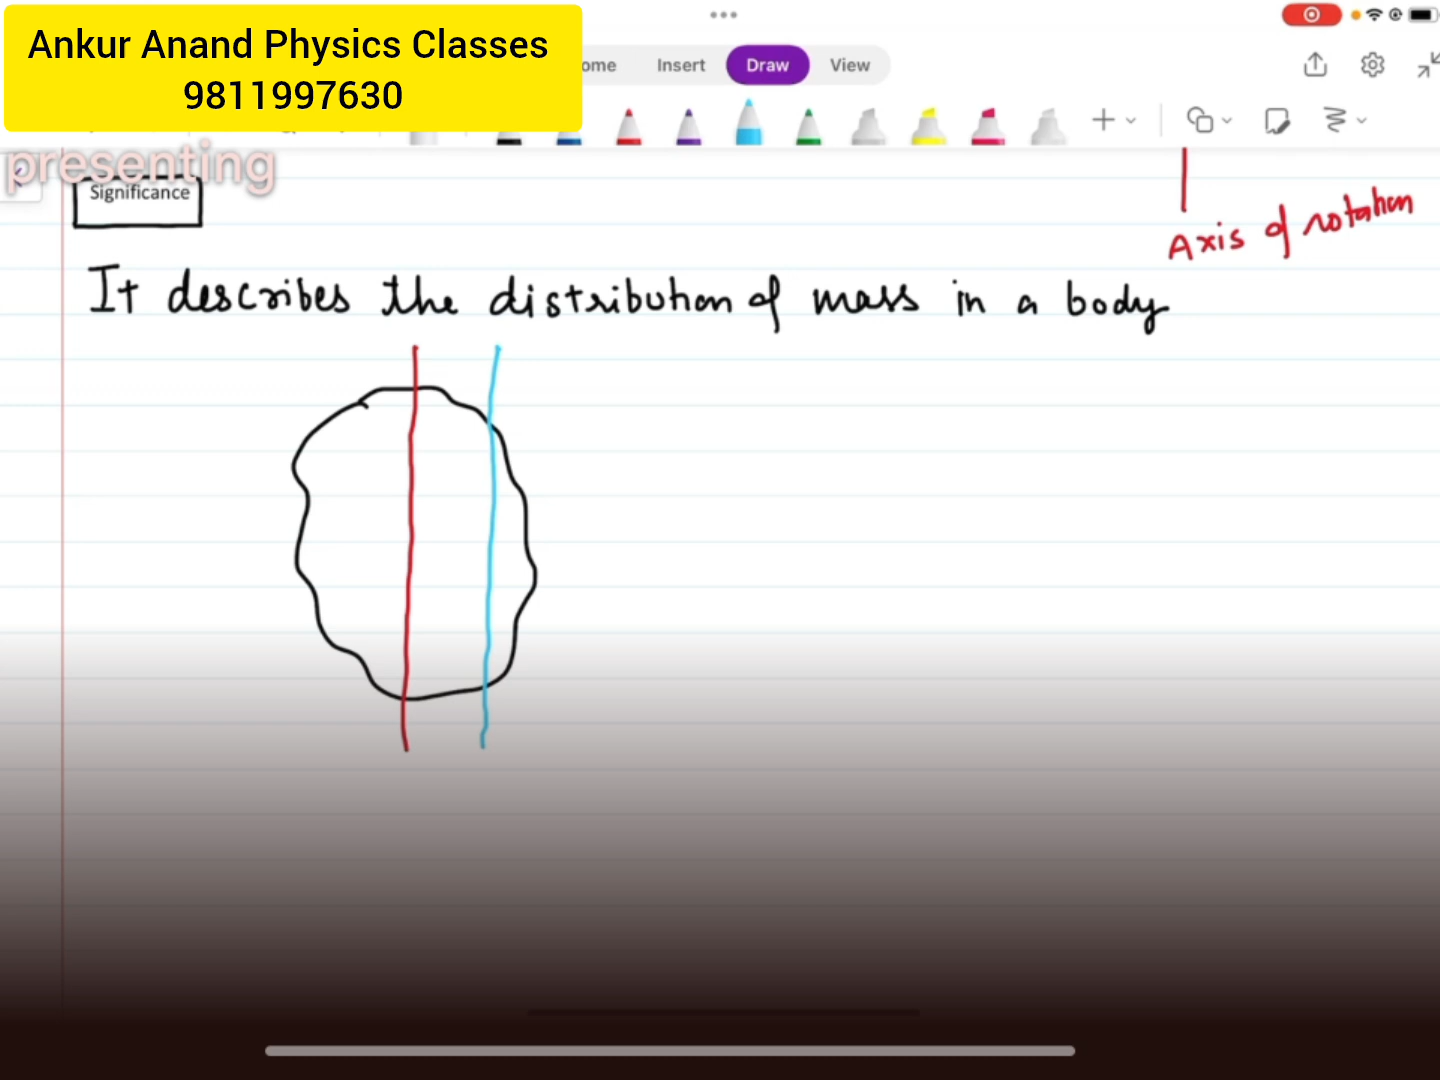 Ankur Anand Physics Classes
9811997630
ome Insert Draw View
presenting
Significance
Axis of rotation
It describes the distribution of mass in a body